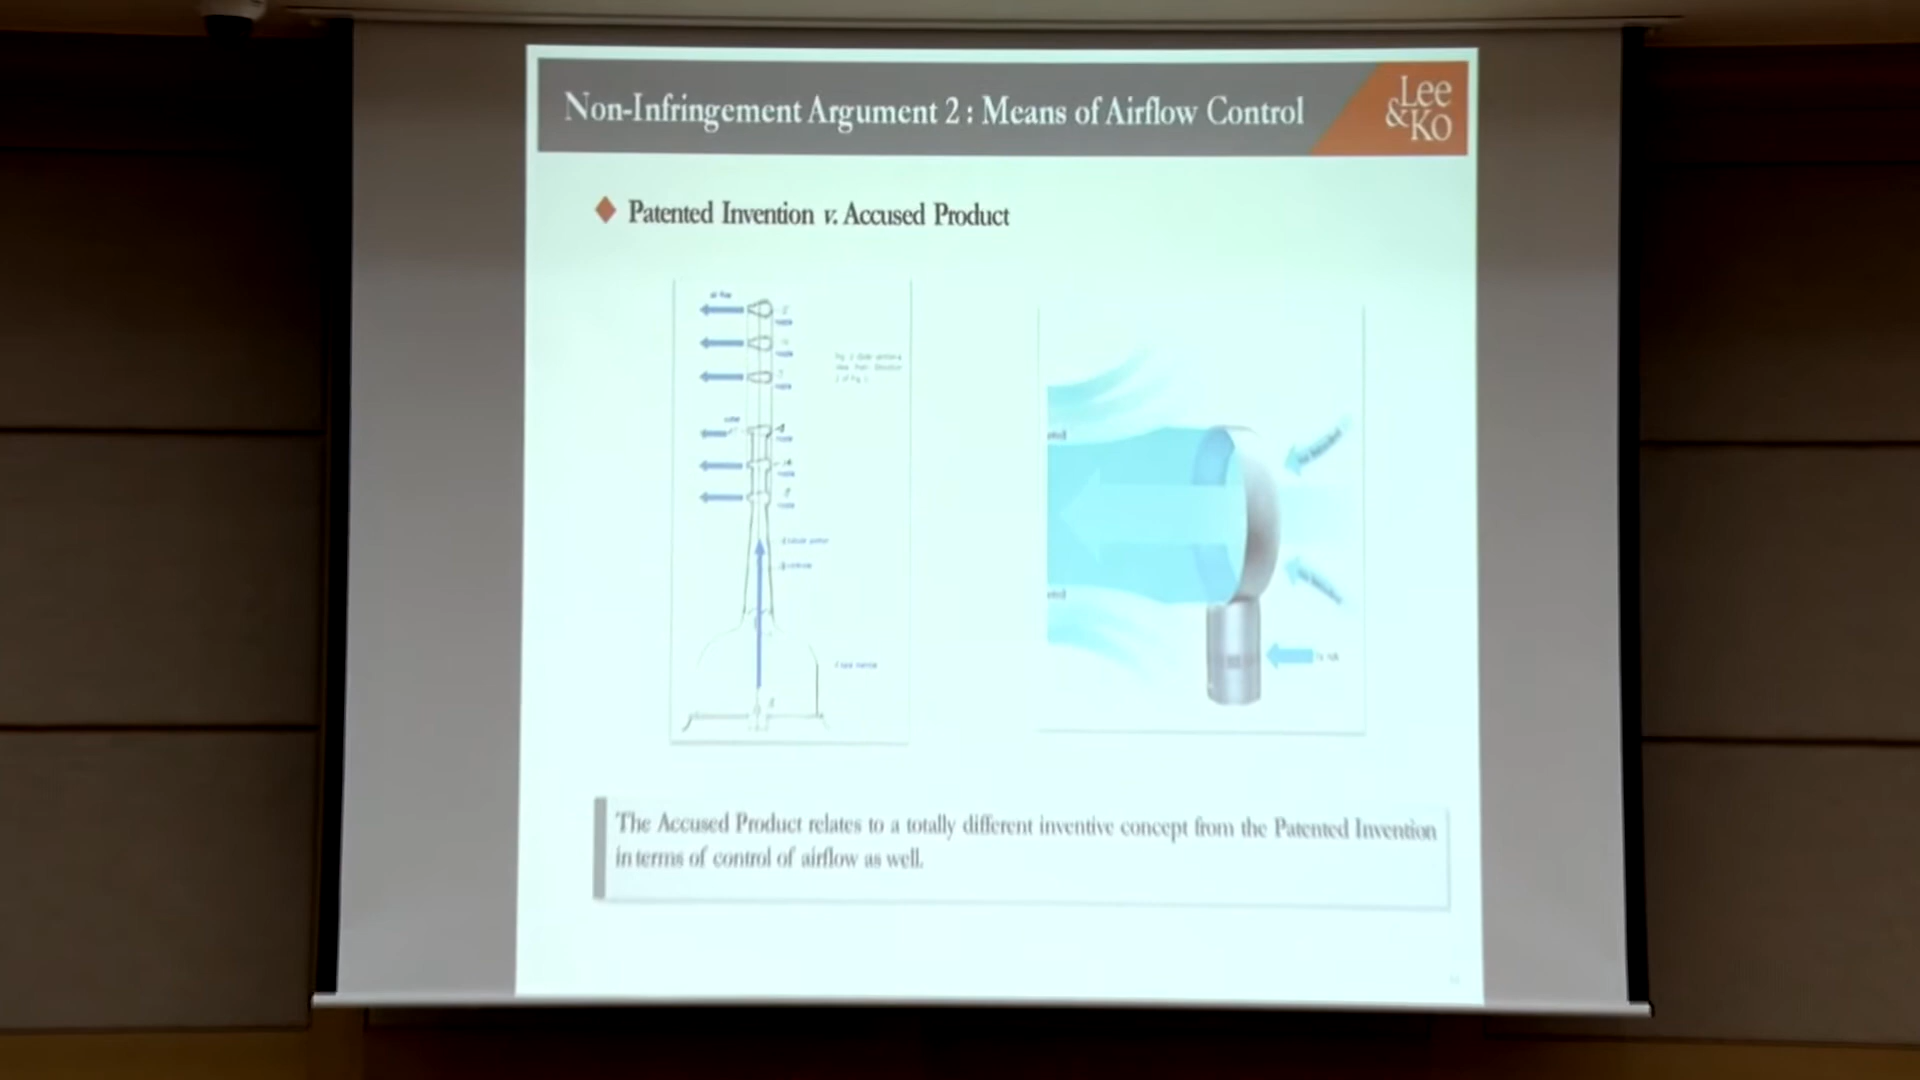 Non-Infringement Argument 2 : Means of Airflow Control
Lee
&KO
Patented Invention v. Accused Product
The Accused Product relates to a totally different inventive concept from the Patented Invention
in terms of control of airflow as well.